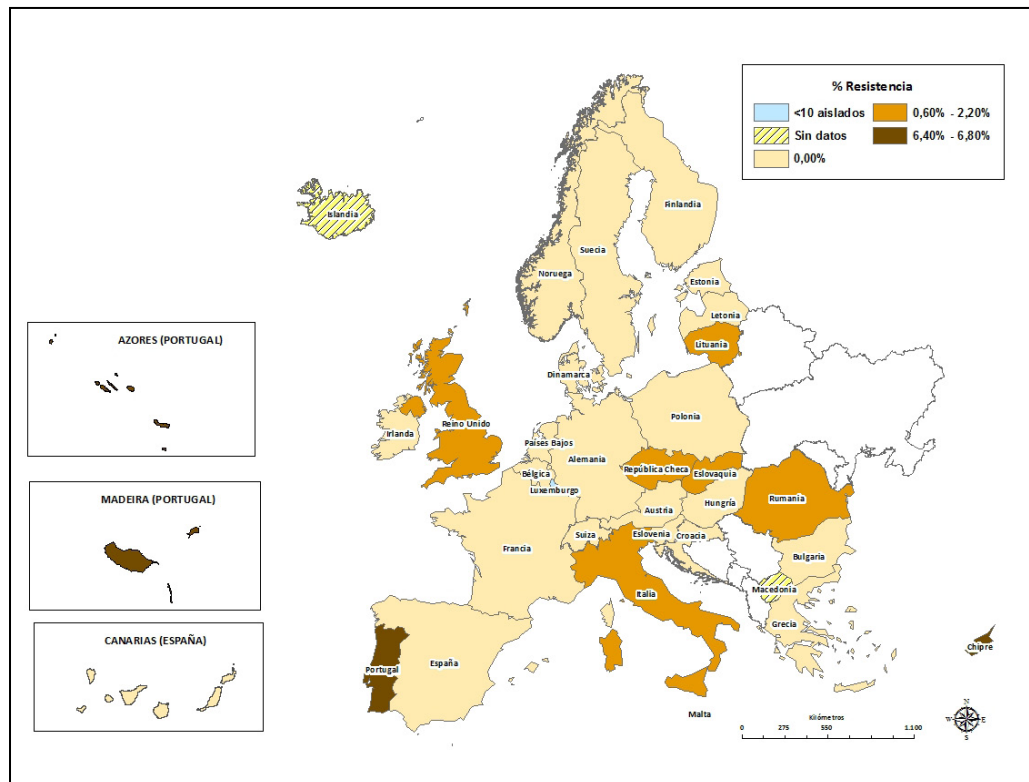 % Resistencia
<10 aislados
0,60% - 2,20%
Sin datos
6,40% - 6,80%
0,00%
Islandia
Finlandia
Suecia
Noruega
Estonia
Letonia
Lituania
AZORES (PORTUGAL)
Dinamarca
Irlanda
Reino Unido
Polonia
Países Bajos
Alemania
Bélgica
República Checa
Eslovaquia
Luxemburgo
MADEIRA (PORTUGAL)
Rumanía
Hungría
Austria
Suiza
Eslovenia
Croacia
Francia
Bulgaria
Macedonia
Italia
Grecia
CANARIAS (ESPAÑA)
Chipre
España
Portugal
Malta
N
W
E
S
Kilómetros
0
275
550
1.100